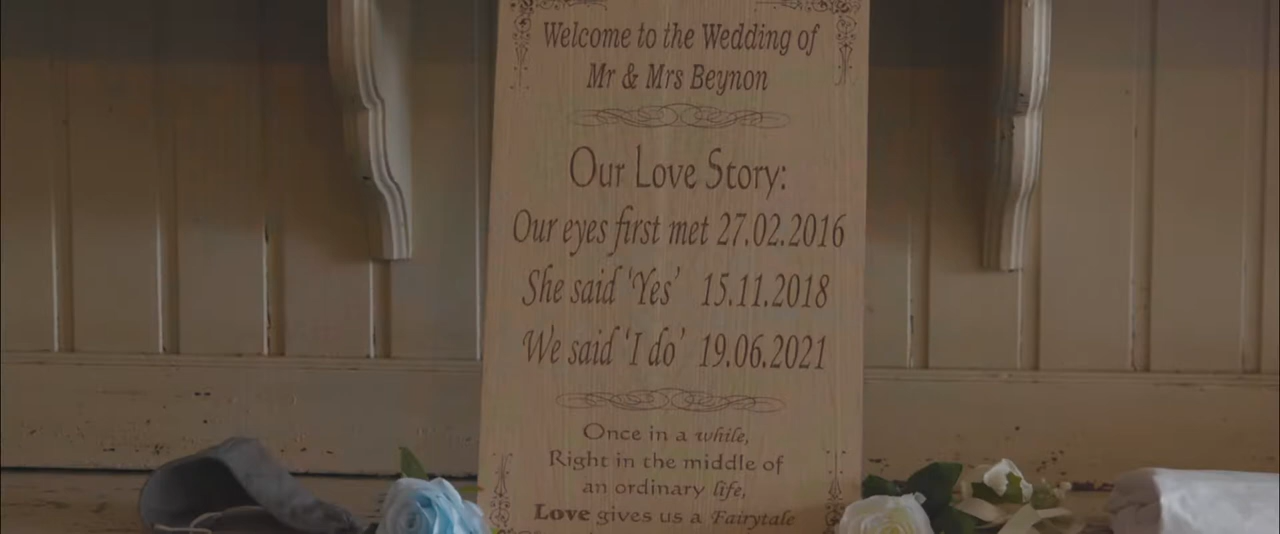 Welcome to the Wedding of
Mr & Mrs Beynon
Our Love Story:
Our eyes first met 27.02.2016
She said 'Yes' 15.11.2018
We said 'I do' 19.06.2021
Once in a while,
Right in the middle of
an ordinary life,
Love gives us a Fairytale